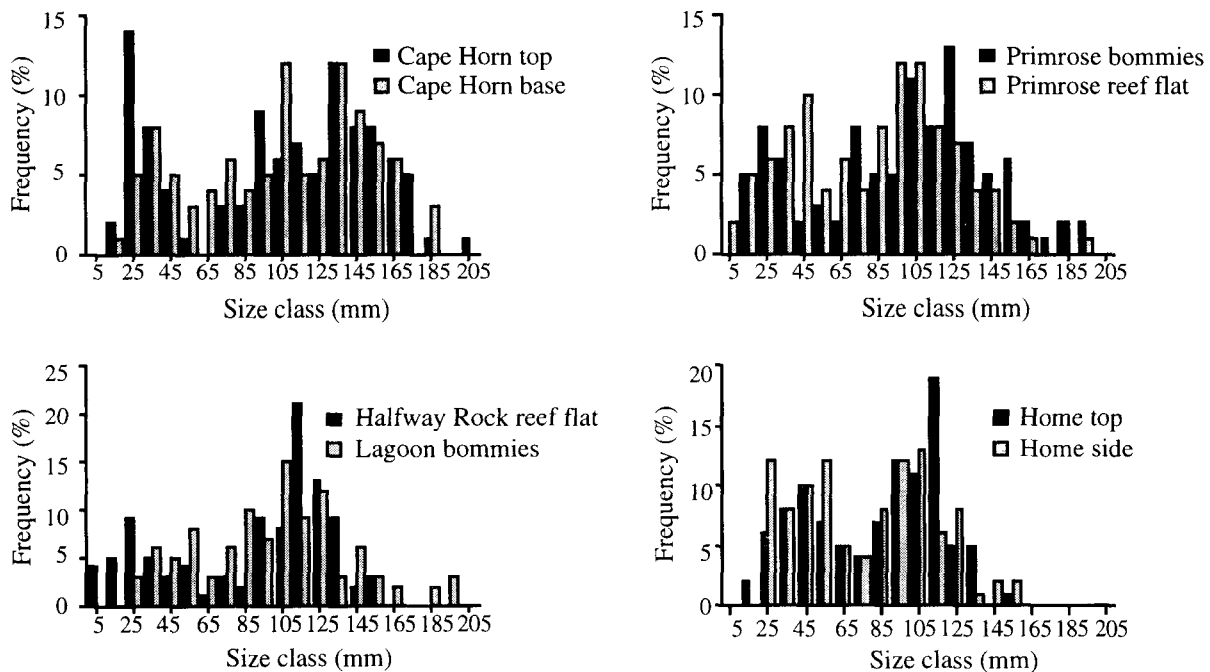 15
10
5
0
Frequency (%)
Cape Horn top
Cape Horn base
5 25 45 65 85 105 125 145 165 185 205
Size class (mm)
15
10
5
0
Frequency (%)
Primrose bommies
Primrose reef flat
5 25 45 65 85 105 125 145 165 185 205
Size class (mm)
25
20
15
10
5
0
Frequency (%)
Halfway Rock reef flat
Lagoon bommies
5 25 45 65 85 105 125 145 165 185 205
Size class (mm)
20
15
10
5
0
Frequency (%)
Home top
Home side
5 25 45 65 85 105 125 145 165 185 205
Size class (mm)